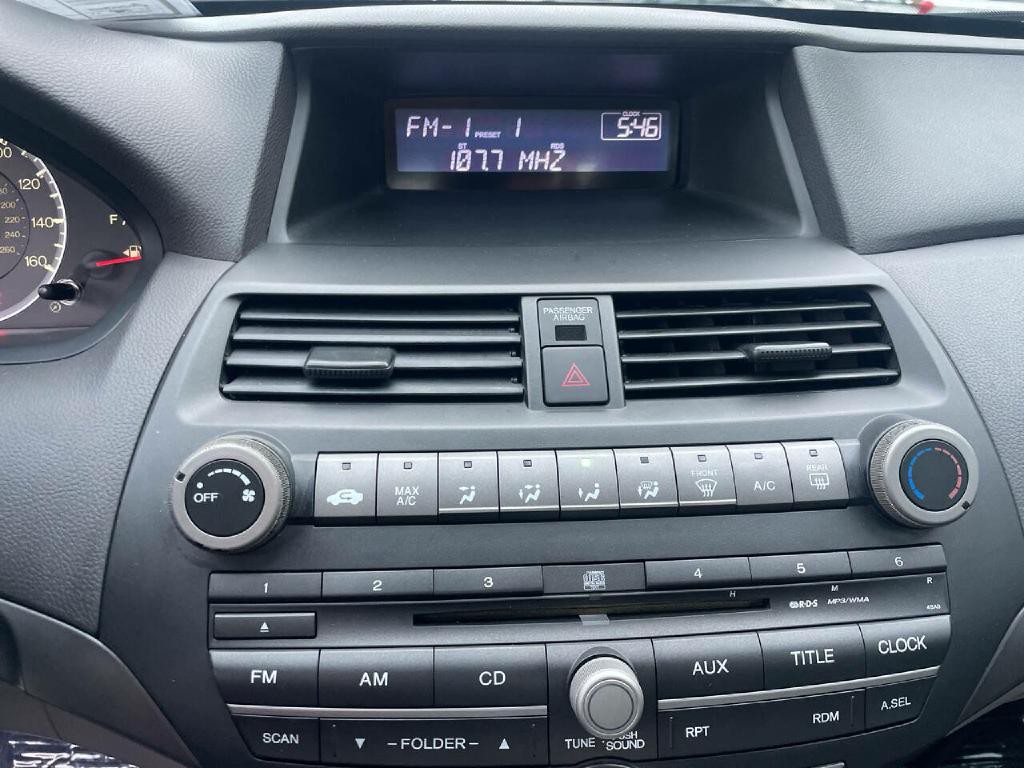 CLOCK
FM-1 PRESET 1 5:46
ST RDS
107.7 MHZ
120
140
160
200
220
240
260
F
PASSENGER
AIRBAG
OFF
MAX
A/C
FRONT
A/C
REAR
1 2 3 4 5 6
H M R
R·D·S MP3/WMA
FM AM CD AUX TITLE CLOCK
SCAN ▼ -FOLDER- ▲ TUNE PUSH
SOUND RPT RDM A.SEL